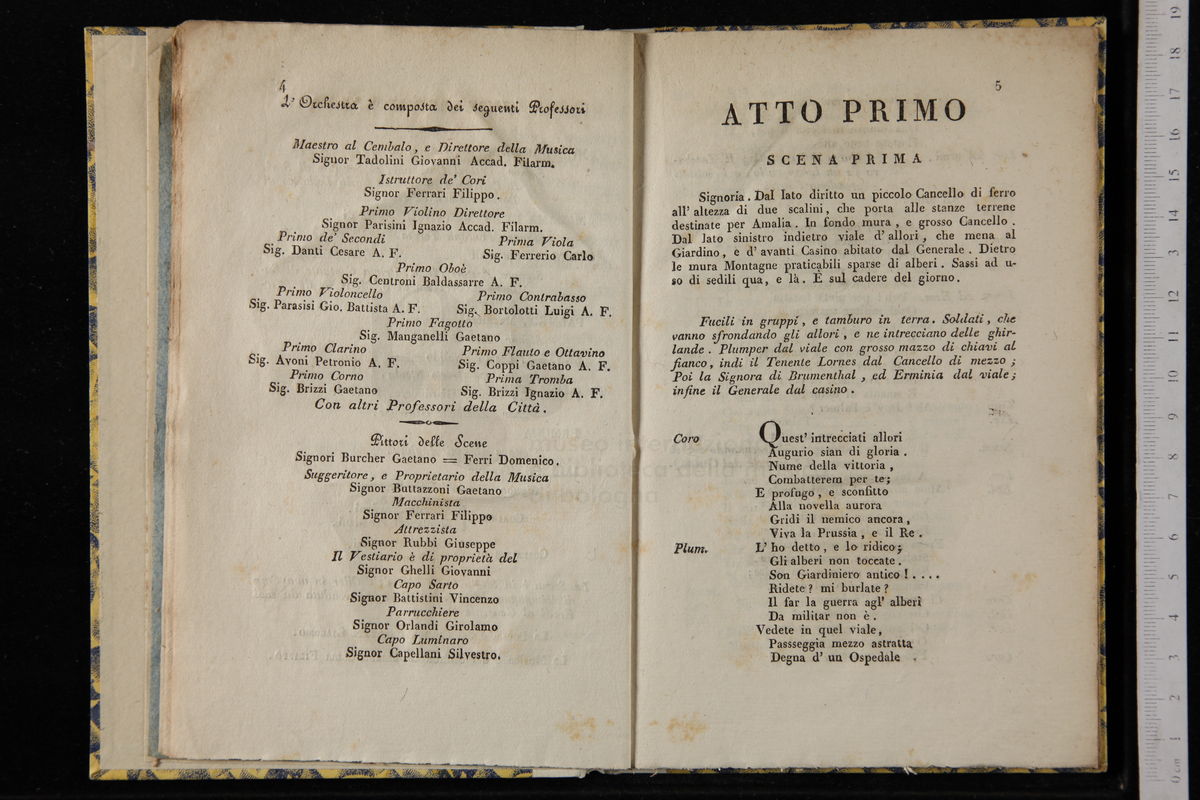 4
L' Orchestra è composta dei seguenti Professori
Maestro al Cembalo, e Direttore della Musica
Signor Tadolini Giovanni Accad. Filarm.
Istruttore de' Cori
Signor Ferrari Filippo.
Primo Violino Direttore
Signor Parisini Ignazio Accad. Filarm.
Primo de' Secondi Prima Viola
Sig. Danti Cesare A. F. Sig. Ferrerio Carlo
Primo Oboè
Sig. Centroni Baldassarre A. F.
Primo Violoncello Primo Contrabasso
Sig. Parasisi Gio. Battista A. F. Sig. Bortolotti Luigi A. F.
Primo Fagotto
Sig. Manganelli Gaetano
Primo Clarino Primo Flauto e Ottavino
Sig. Avoni Petronio A. F. Sig. Coppi Gaetano A. F.
Primo Corno Prima Tromba
Sig. Brizzi Gaetano Sig. Brizzi Ignazio A. F.
Con altri Professori della Città.
Pittori delle Scene
Signori Burcher Gaetano = Ferri Domenico.
Suggeritore, e Proprietario della Musica
Signor Buttazzoni Gaetano
Macchinista
Signor Ferrari Filippo
Attrezzista
Signor Rubbi Giuseppe
Il Vestiario è di proprietà del
Signor Ghelli Giovanni
Capo Sarto
Signor Battistini Vincenzo
Parrucchiere
Signor Orlandi Girolamo
Capo Luminaro
Signor Capellani Silvestro.
5
ATTO PRIMO
SCENA PRIMA
Signoria. Dal lato diritto un piccolo Cancello di ferro
all' altezza di due scalini, che porta alle stanze terrene
destinate per Amalia. In fondo mura, e grosso Cancello.
Dal lato sinistro indietro viale d' allori, che mena al
Giardino, e d' avanti Casino abitato dal Generale. Dietro
le mura Montagne praticabili sparse di alberi. Sassi ad u-
so di sedili qua, e là. È sul cadere del giorno.
Fucili in gruppi, e tamburo in terra. Soldati, che
vanno sfrondando gli allori, e ne intrecciano delle ghir-
lande. Plumper dal viale con grosso mazzo di chiavi al
fianco, indi il Tenente Lornes dal Cancello di mezzo;
Poi la Signora di Brumenthal, ed Erminia dal viale;
infine il Generale dal casino.
Coro Quest' intrecciati allori
Augurio sian di gloria.
Nume della vittoria,
Combatterem per te;
E profugo, e sconfitto
Alla novella aurora
Gridi il nemico ancora,
Viva la Prussia, e il Re.
Plum. L' ho detto, e lo ridico;
Gli alberi non toccate.
Son Giardiniero antico!....
Ridete? mi burlate?
Il far la guerra agl' alberi
Da militar non è.
Vedete in quel viale,
Passseggia mezzo astratta
Degna d' un Ospedale